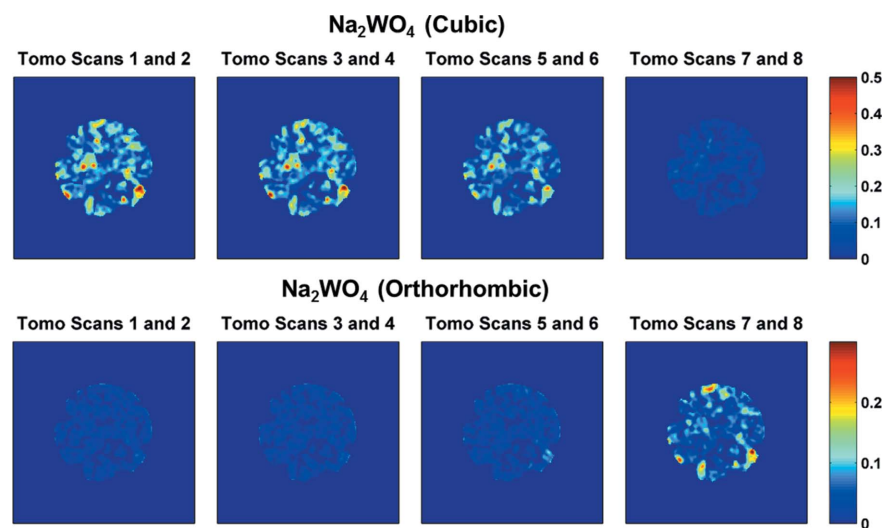 Na₂WO₄ (Cubic)
Tomo Scans 1 and 2 Tomo Scans 3 and 4 Tomo Scans 5 and 6 Tomo Scans 7 and 8
0.5
0.4
0.3
0.2
0.1
0
Na₂WO₄ (Orthorhombic)
Tomo Scans 1 and 2 Tomo Scans 3 and 4 Tomo Scans 5 and 6 Tomo Scans 7 and 8
0.2
0.1
0